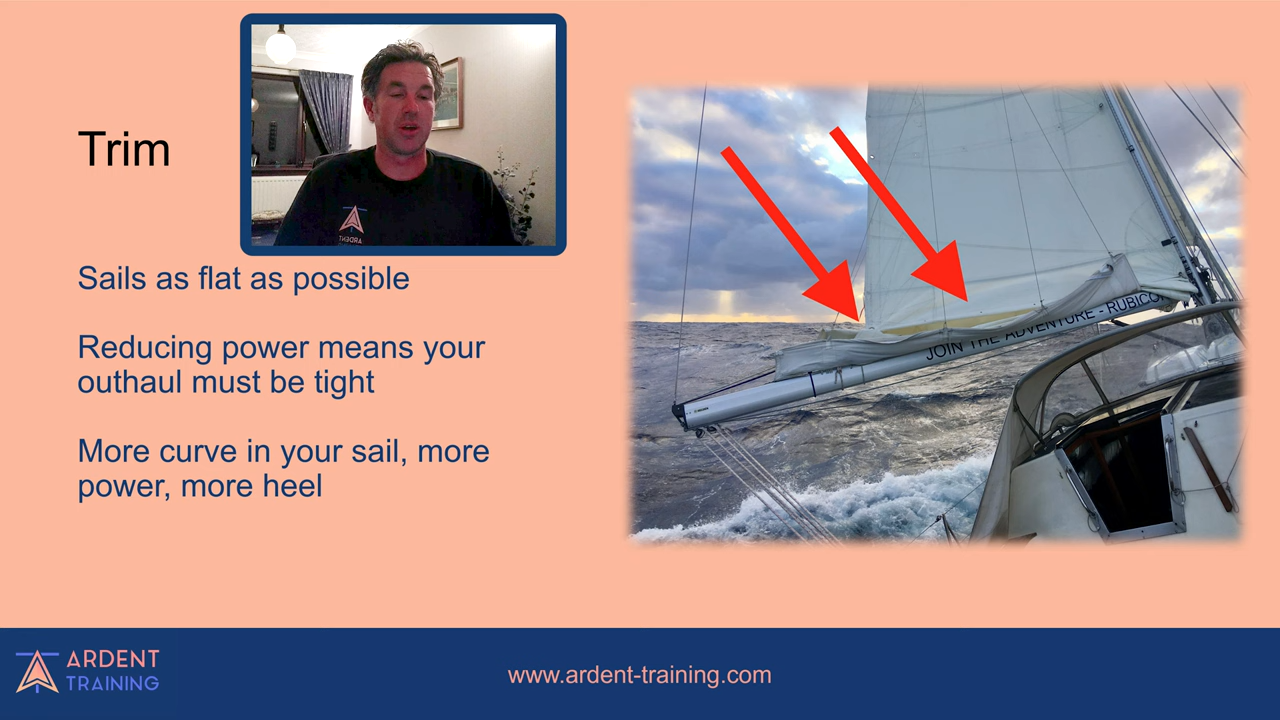 Trim
Sails as flat as possible
Reducing power means your
outhaul must be tight
More curve in your sail, more
power, more heel
JOIN THE ADVENTURE - RUBICO
ARDENT
ARDENT
TRAINING
www.ardent-training.com